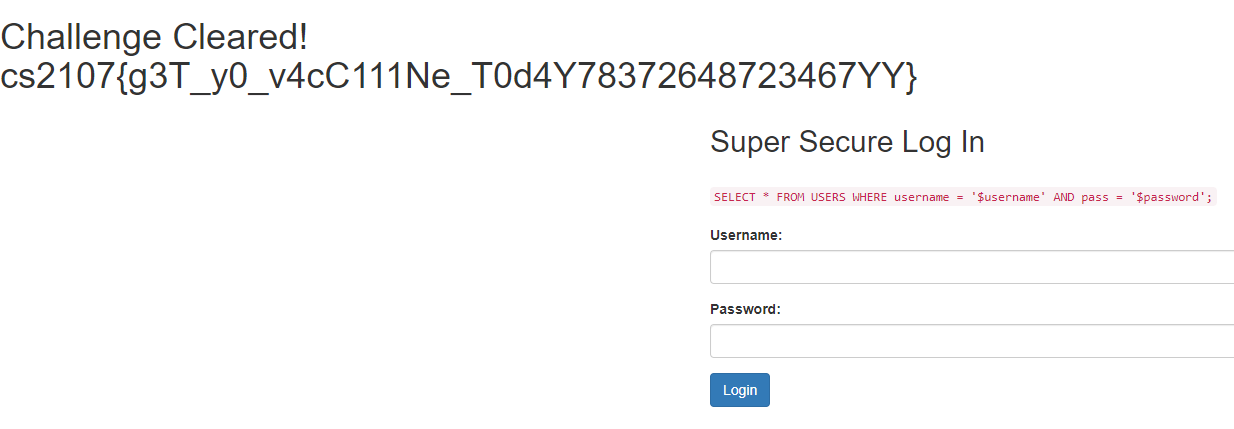 Challenge Cleared!
cs2107{g3T_y0_v4cC111Ne_T0d4Y78372648723467YY}
Super Secure Log In
SELECT * FROM USERS WHERE username = '$username' AND pass = '$password';
Username:
Password:
Login